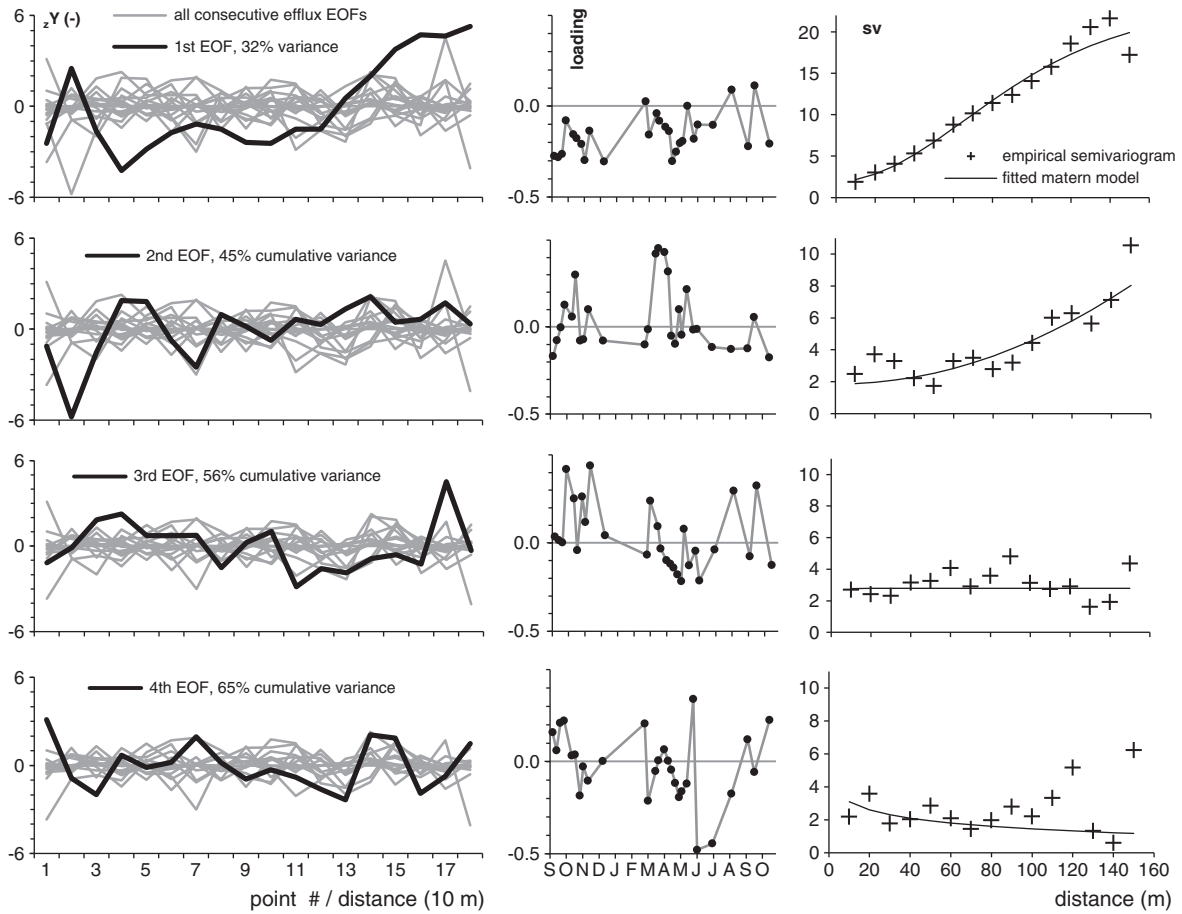 6
zY (-)
all consecutive efflux EOFs
1st EOF, 32% variance
0
-6
loading
0.0
-0.5
sv
20
15
10
5
0
empirical semivariogram
fitted matern model
6
2nd EOF, 45% cumulative variance
0
-6
0.0
-0.5
10
8
6
4
2
0
6
3rd EOF, 56% cumulative variance
0
-6
0.0
-0.5
10
8
6
4
2
0
6
4th EOF, 65% cumulative variance
0
-6
1 3 5 7 9 11 13 15 17
point # / distance (10 m)
0.0
-0.5
S O N D J F M A M J J A S O
10
8
6
4
2
0
0 20 40 60 80 100 120 140 160
distance (m)